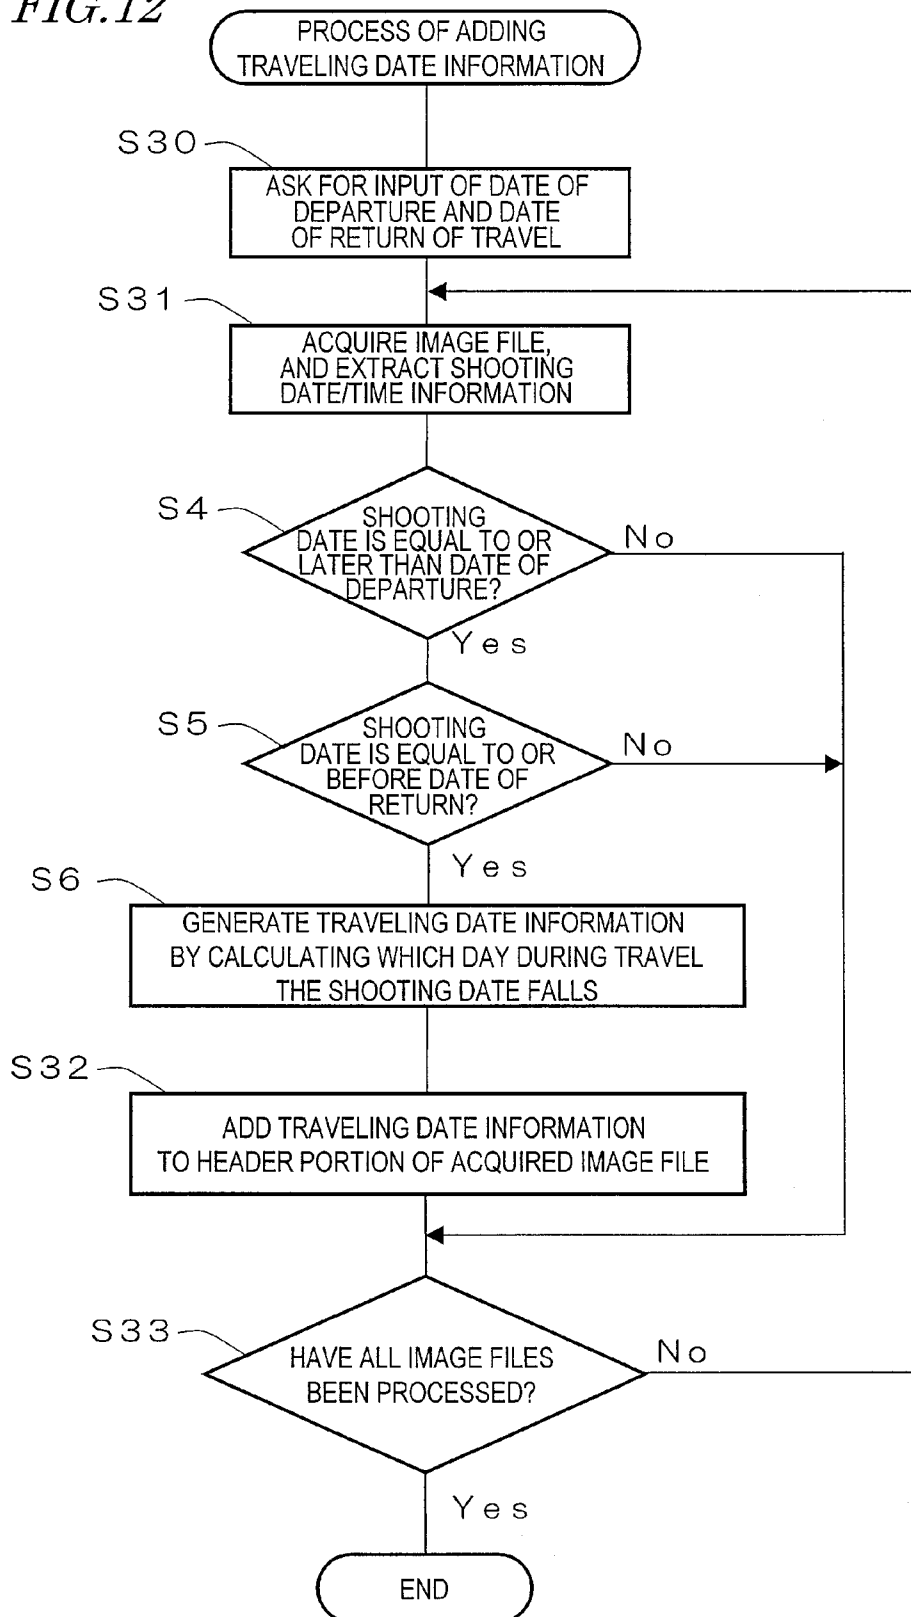 FIG.12
PROCESS OF ADDING
TRAVELING DATE INFORMATION
S30
ASK FOR INPUT OF DATE OF
DEPARTURE AND DATE
OF RETURN OF TRAVEL
S31
ACQUIRE IMAGE FILE,
AND EXTRACT SHOOTING
DATE/TIME INFORMATION
S4
SHOOTING
DATE IS EQUAL TO OR
LATER THAN DATE OF
DEPARTURE?
No
Yes
S5
SHOOTING
DATE IS EQUAL TO OR
BEFORE DATE OF
RETURN?
No
Yes
S6
GENERATE TRAVELING DATE INFORMATION
BY CALCULATING WHICH DAY DURING TRAVEL
THE SHOOTING DATE FALLS
S32
ADD TRAVELING DATE INFORMATION
TO HEADER PORTION OF ACQUIRED IMAGE FILE
S33
HAVE ALL IMAGE FILES
BEEN PROCESSED?
No
Yes
END